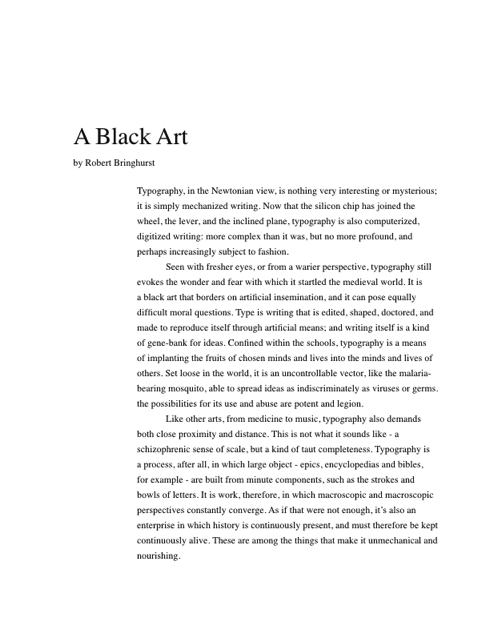 A Black Art
by Robert Bringhurst
Typography, in the Newtonian view, is nothing very interesting or mysterious;
it is simply mechanized writing. Now that the silicon chip has joined the
wheel, the lever, and the inclined plane, typography is also computerized,
digitized writing: more complex than it was, but no more profound, and
perhaps increasingly subject to fashion.
Seen with fresher eyes, or from a warier perspective, typography still
evokes the wonder and fear with which it startled the medieval world. It is
a black art that borders on artificial insemination, and it can pose equally
difficult moral questions. Type is writing that is edited, shaped, doctored, and
made to reproduce itself through artificial means; and writing itself is a kind
of gene-bank for ideas. Confined within the schools, typography is a means
of implanting the fruits of chosen minds and lives into the minds and lives of
others. Set loose in the world, it is an uncontrollable vector, like the malaria-
bearing mosquito, able to spread ideas as indiscriminately as viruses or germs.
the possibilities for its use and abuse are potent and legion.
Like other arts, from medicine to music, typography also demands
both close proximity and distance. This is not what it sounds like - a
schizophrenic sense of scale, but a kind of taut completeness. Typography is
a process, after all, in which large object - epics, encyclopedias and bibles,
for example - are built from minute components, such as the strokes and
bowls of letters. It is work, therefore, in which macroscopic and macroscopic
perspectives constantly converge. As if that were not enough, it's also an
enterprise in which history is continuously present, and must therefore be kept
continuously alive. These are among the things that make it unmechanical and
nourishing.